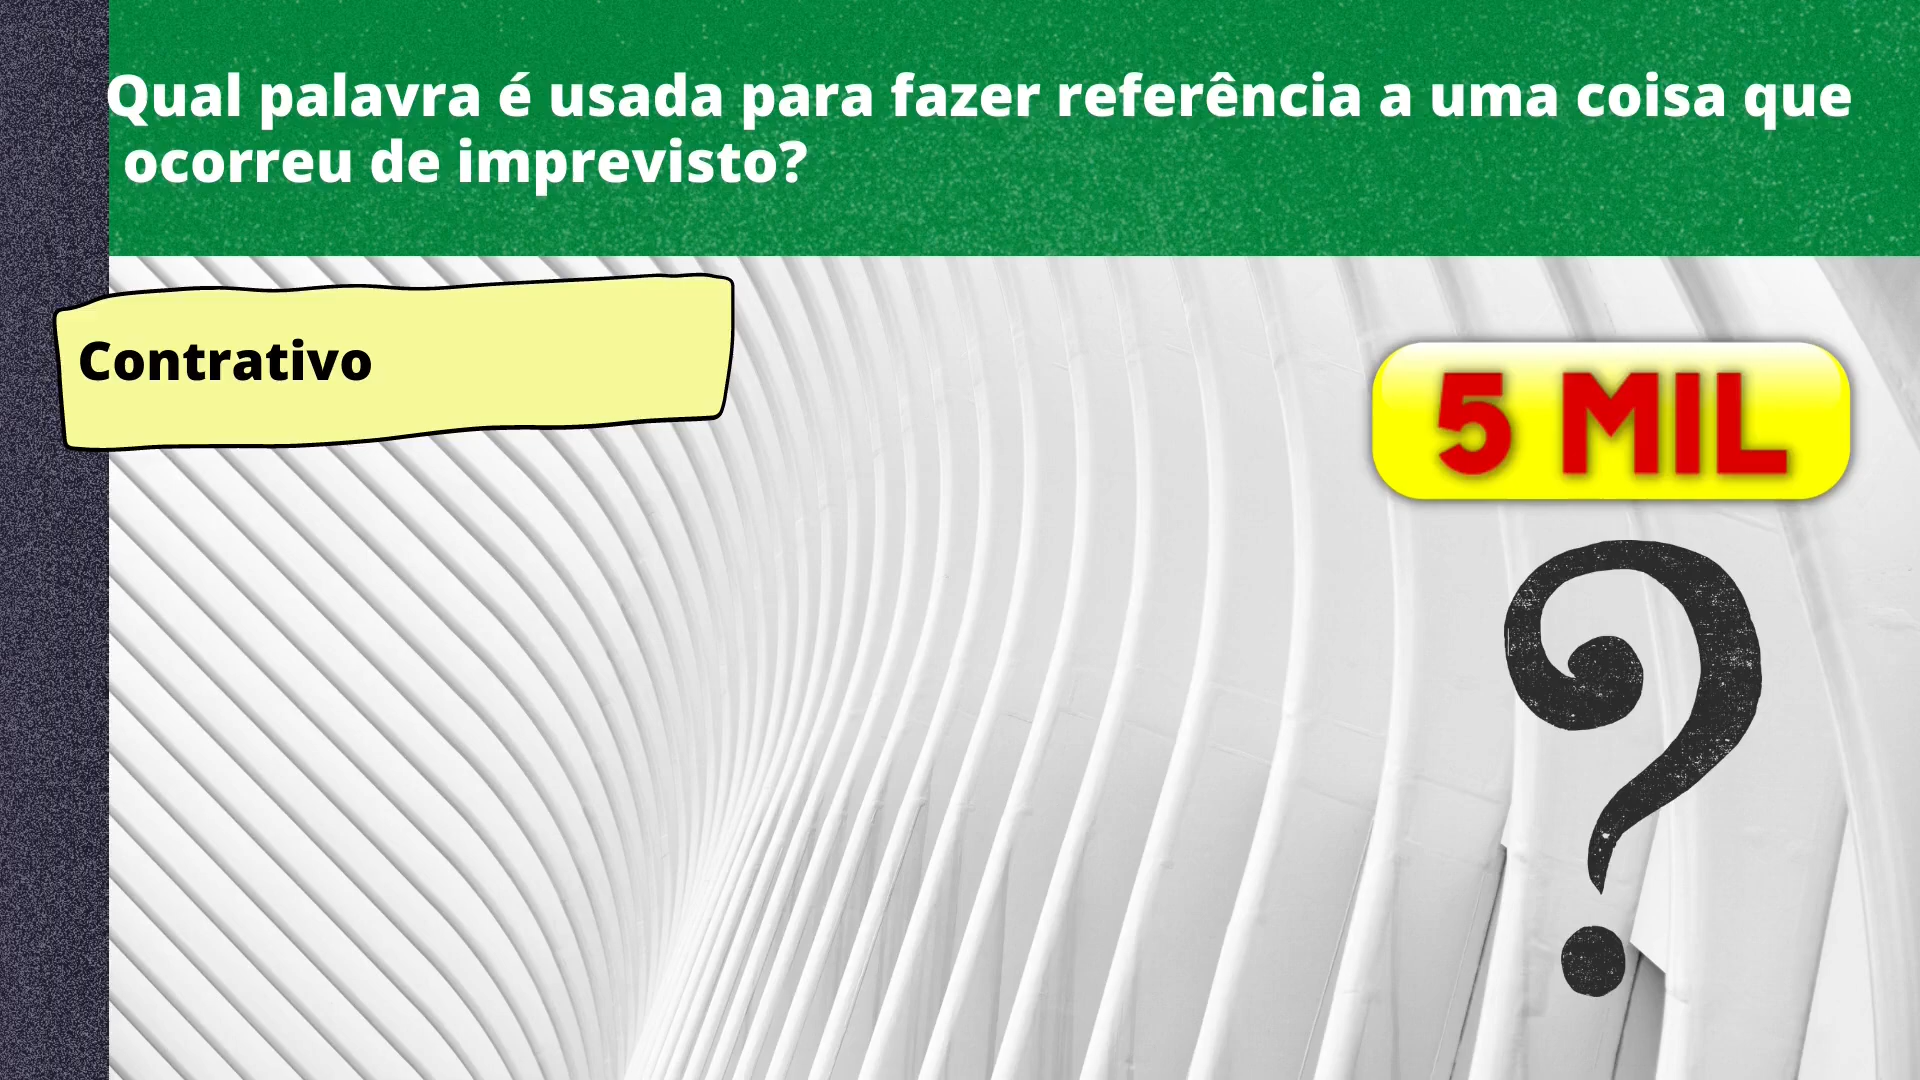 Qual palavra é usada para fazer referência a uma coisa que
ocorreu de imprevisto?
Contrativo
5 MIL
?